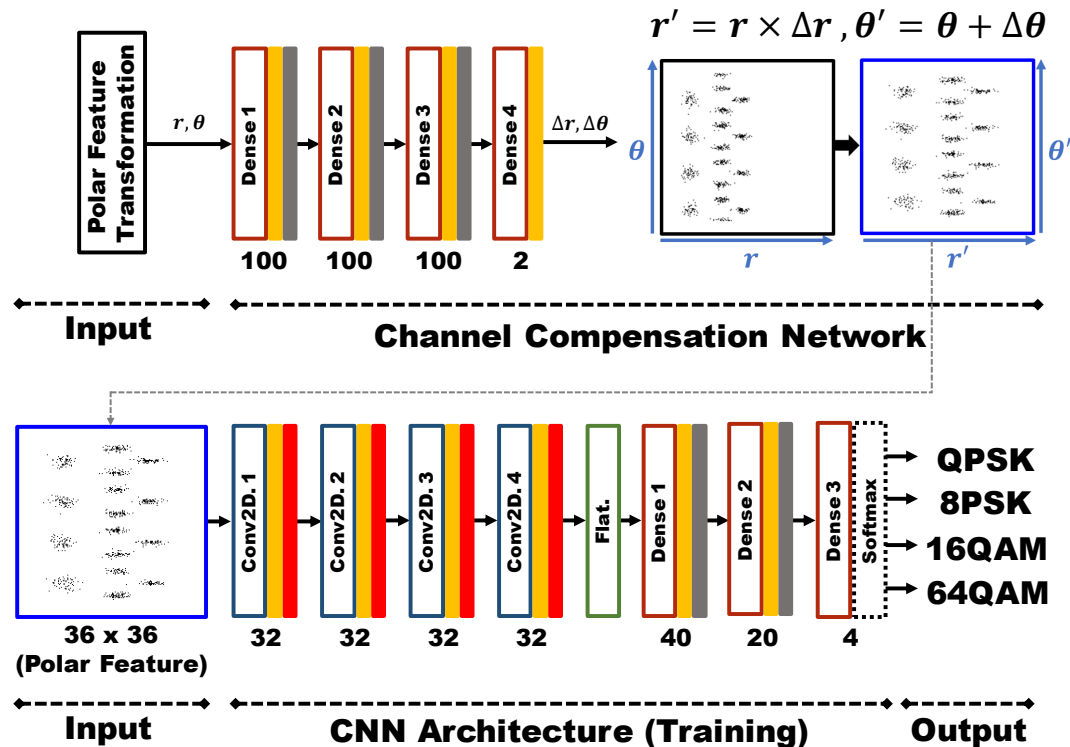 r' = r × Δr , θ' = θ + Δθ
Polar Feature
Transformation
r, θ
Dense 1
Dense 2
Dense 3
Dense 4
Δr, Δθ
θ
θ'
r
r'
100
100
100
2
Input
Channel Compensation Network
Conv2D. 1
Conv2D. 2
Conv2D. 3
Conv2D. 4
Flat.
Dense 1
Dense 2
Dense 3
Softmax
QPSK
8PSK
16QAM
64QAM
36 x 36
(Polar Feature)
32
32
32
32
40
20
4
Input
CNN Architecture (Training)
Output